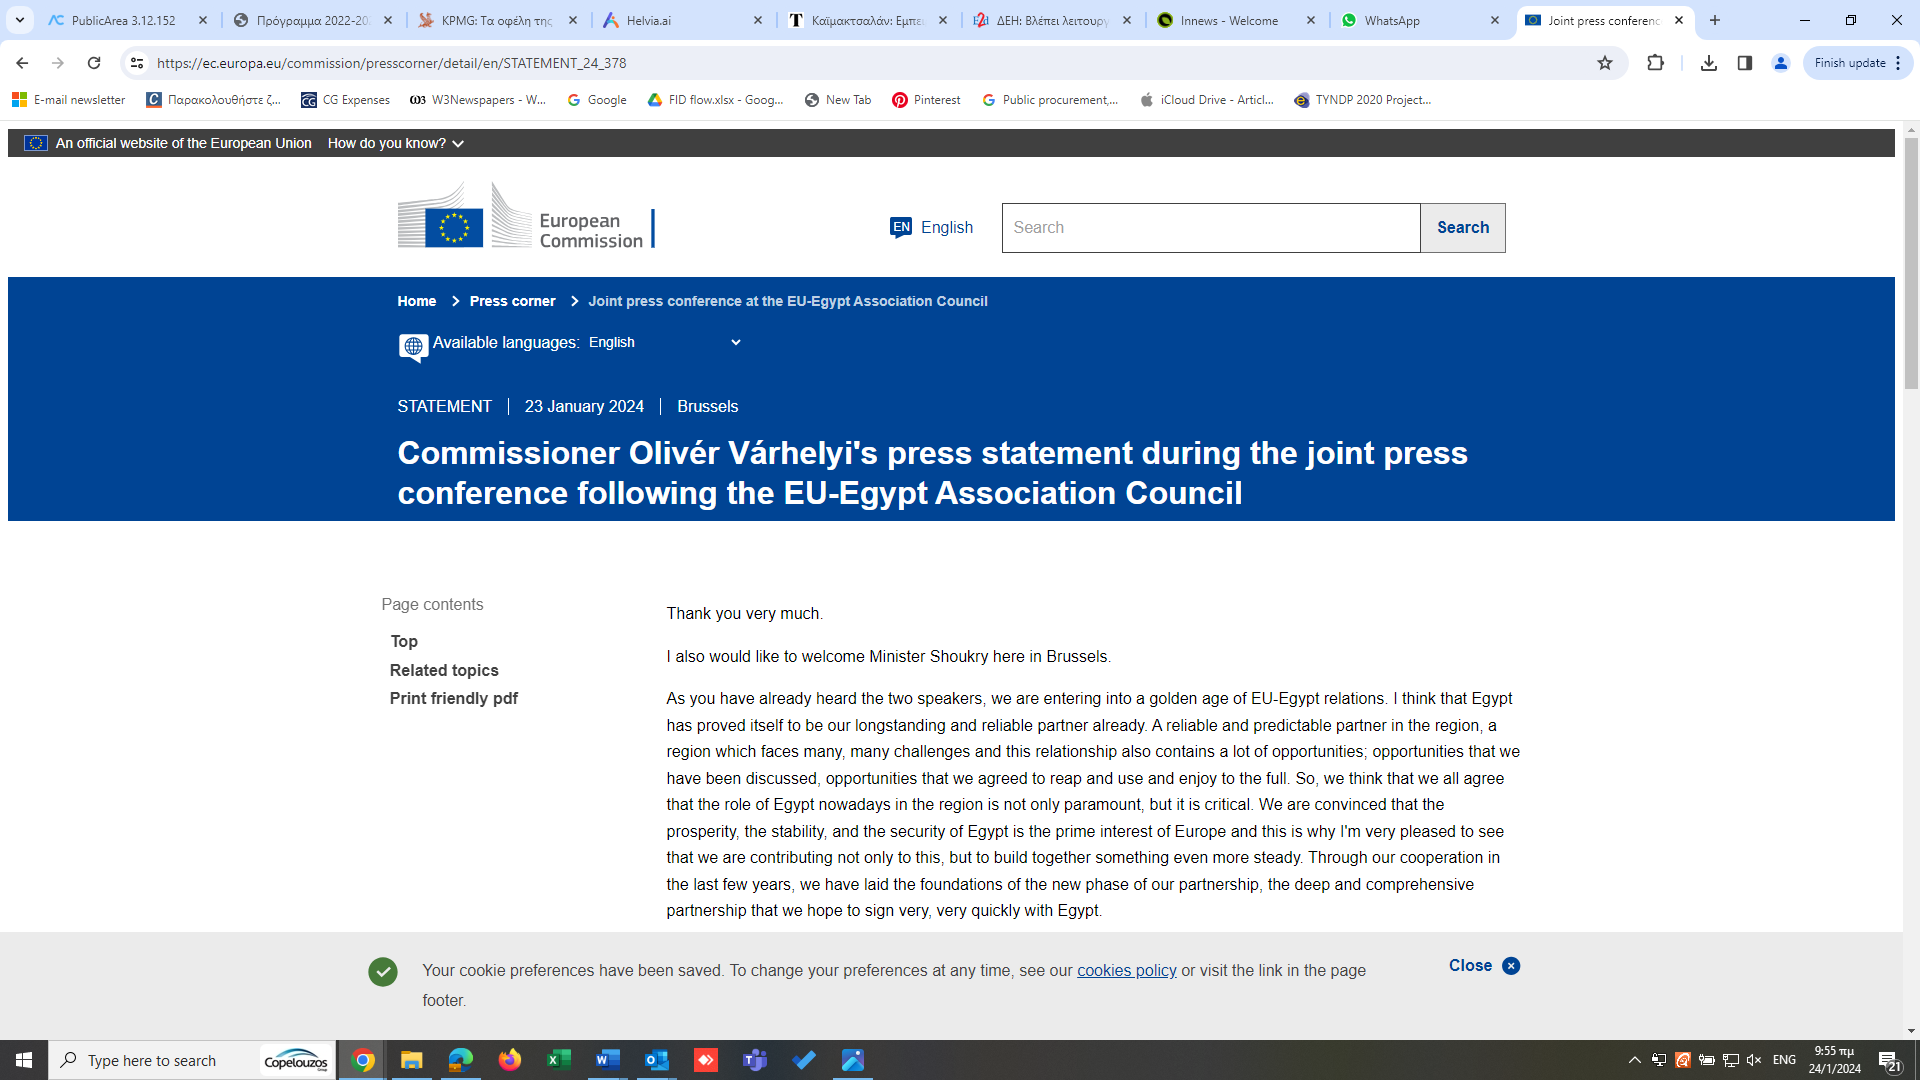 PublicArea 3.12.152
Πρόγραμμα 2022-20
KPMG: Τα οφέλη της
Helvia.ai
Καϊμακτσαλάν: Εμπει
ΔΕΗ: Βλέπει λειτουργ
Innews - Welcome
WhatsApp
Joint press conferenc
https://ec.europa.eu/commission/presscorner/detail/en/STATEMENT_24_378
Finish update
E-mail newsletter
Παρακολουθήστε ζ...
CG Expenses
W3Newspapers - W...
Google
FID flow.xlsx - Goog...
New Tab
Pinterest
Public procurement,...
iCloud Drive - Articl...
TYNDP 2020 Project...
An official website of the European Union How do you know?
European
Commission
EN English
Search
Search
Home Press corner Joint press conference at the EU-Egypt Association Council
Available languages: English
STATEMENT 23 January 2024 Brussels
Commissioner Olivér Várhelyi's press statement during the joint press
conference following the EU-Egypt Association Council
Page contents
Top
Related topics
Print friendly pdf
Thank you very much.
I also would like to welcome Minister Shoukry here in Brussels.
As you have already heard the two speakers, we are entering into a golden age of EU-Egypt relations. I think that Egypt
has proved itself to be our longstanding and reliable partner already. A reliable and predictable partner in the region, a
region which faces many, many challenges and this relationship also contains a lot of opportunities; opportunities that we
have been discussed, opportunities that we agreed to reap and use and enjoy to the full. So, we think that we all agree
that the role of Egypt nowadays in the region is not only paramount, but it is critical. We are convinced that the
prosperity, the stability, and the security of Egypt is the prime interest of Europe and this is why I'm very pleased to see
that we are contributing not only to this, but to build together something even more steady. Through our cooperation in
the last few years, we have laid the foundations of the new phase of our partnership, the deep and comprehensive
partnership that we hope to sign very, very quickly with Egypt.
Your cookie preferences have been saved. To change your preferences at any time, see our cookies policy or visit the link in the page
footer.
Close
Type here to search
Copelouzos
Group
ENG
9:55 πμ
24/1/2024
21